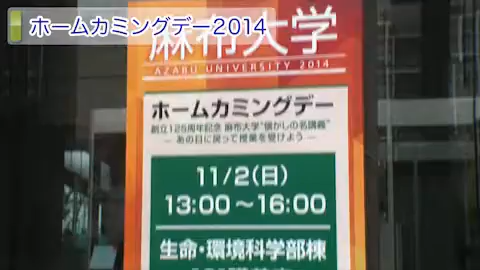 ホームカミングデー2014
麻布大学
AZABU UNIVERSITY 2014
ホームカミングデー
創立125周年記念 麻布大学"懐かしの名講義"
― あの日に戻って授業を受けよう ―
11/2(日)
13:00～16:00
生命・環境科学部棟